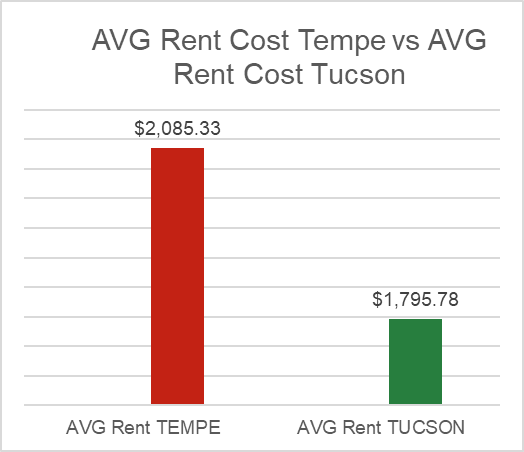 AVG Rent Cost Tempe vs AVG
Rent Cost Tucson
$2,085.33
$1,795.78
AVG Rent TEMPE
AVG Rent TUCSON